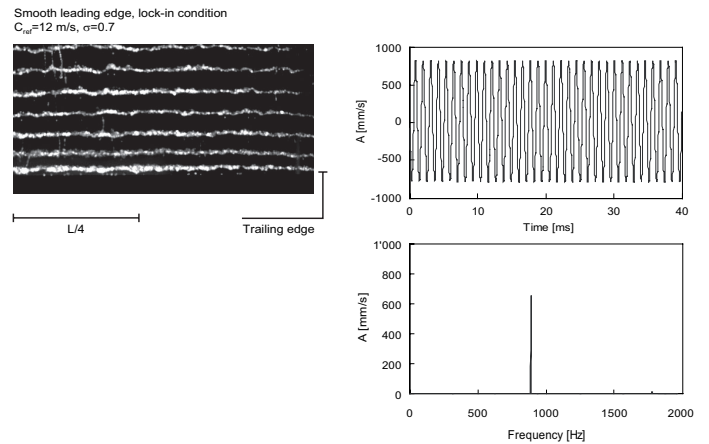 Smooth leading edge, lock-in condition
C_ref=12 m/s, σ=0.7
L/4
Trailing edge
1000
500
0
-500
-1000
A [mm/s]
0 10 20 30 40
Time [ms]
1'000
800
600
400
200
0
A [mm/s]
0 500 1000 1500 2000
Frequency [Hz]